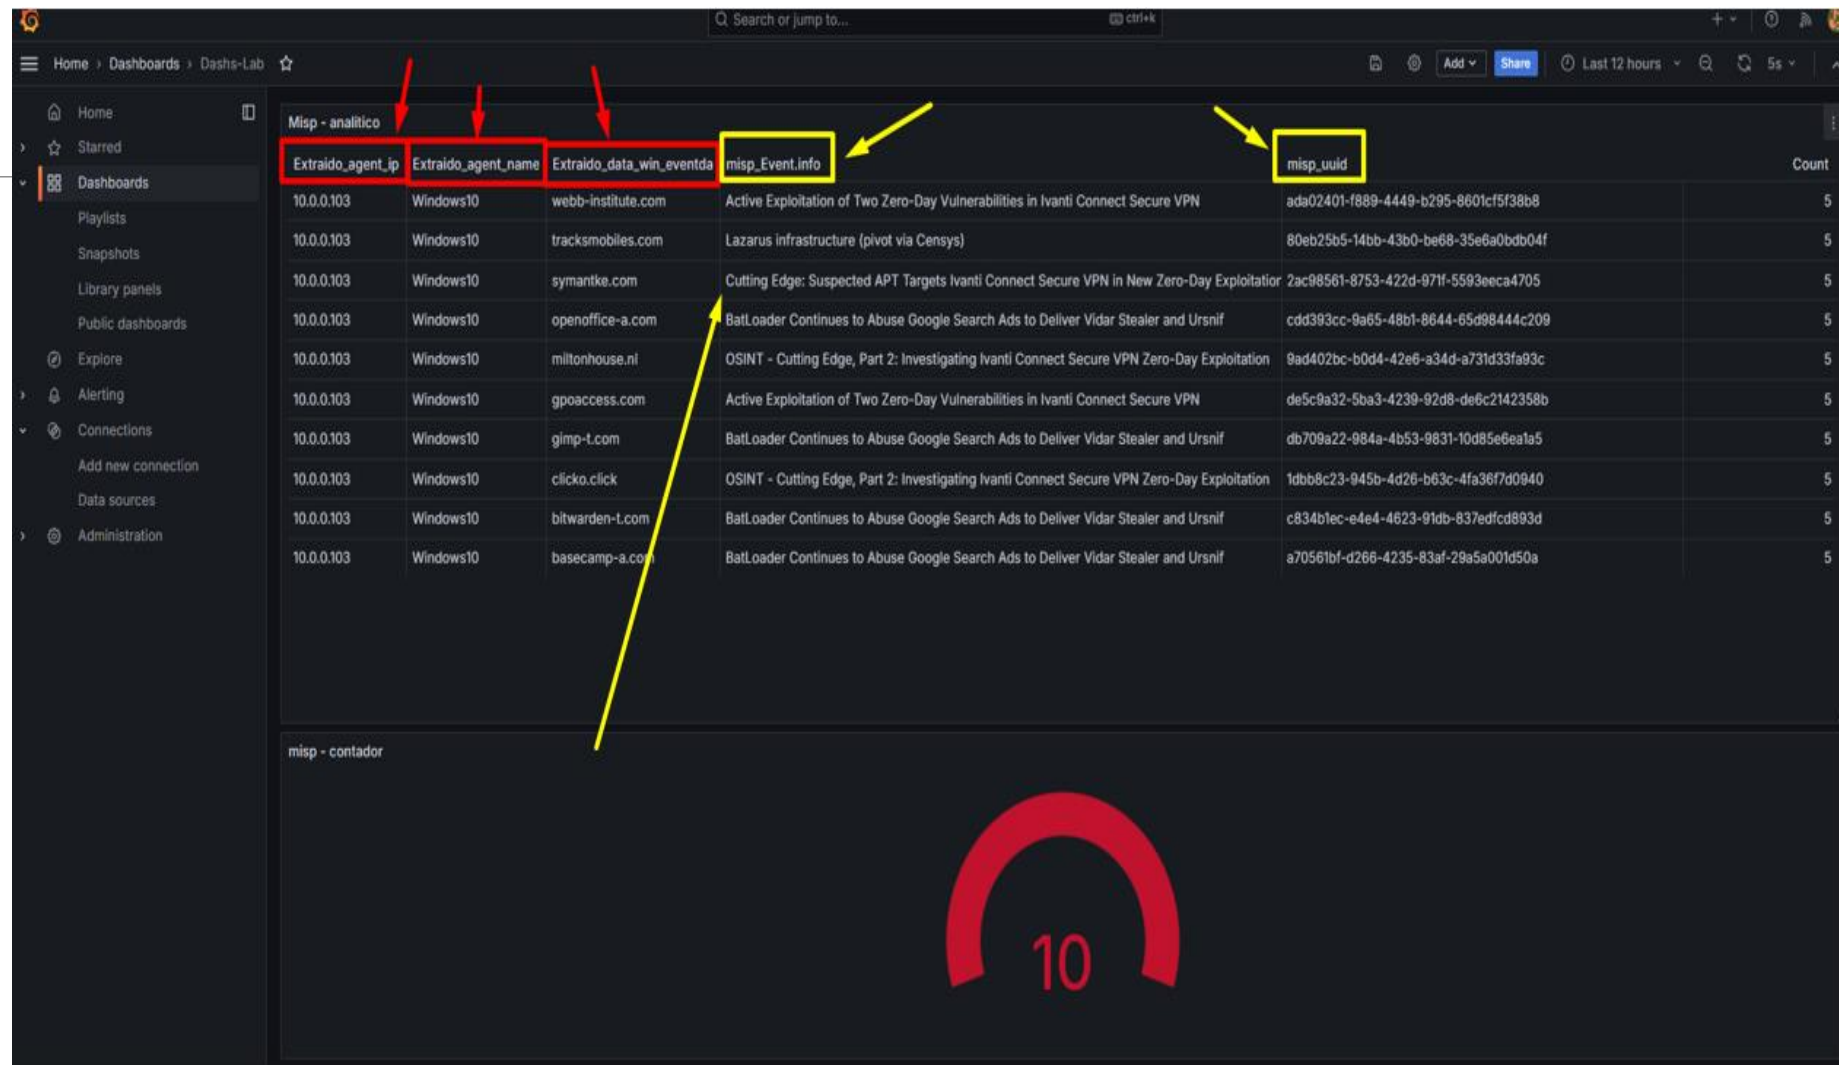 Search or jump to... ctrl+k
Home › Dashboards › Dashs-Lab Add Share Last 12 hours 5s
Home
Starred
Dashboards
Playlists
Snapshots
Library panels
Public dashboards
Explore
Alerting
Connections
Add new connection
Data sources
Administration
Misp - analitico
Extraido_agent_ip Extraido_agent_name Extraido_data_win_eventda misp_Event.info misp_uuid Count
10.0.0.103 Windows10 webb-institute.com Active Exploitation of Two Zero-Day Vulnerabilities in Ivanti Connect Secure VPN ada02401-f889-4449-b295-8601cf5f38b8 5
10.0.0.103 Windows10 tracksmobiles.com Lazarus infrastructure (pivot via Censys) 80eb25b5-14bb-43b0-be68-35e6a0bdb04f 5
10.0.0.103 Windows10 symantke.com Cutting Edge: Suspected APT Targets Ivanti Connect Secure VPN in New Zero-Day Exploitation 2ac98561-8753-422d-971f-5593eeca4705 5
10.0.0.103 Windows10 openoffice-a.com BatLoader Continues to Abuse Google Search Ads to Deliver Vidar Stealer and Ursnif cdd393cc-9a65-48b1-8644-65d98444c209 5
10.0.0.103 Windows10 miltonhouse.nl OSINT - Cutting Edge, Part 2: Investigating Ivanti Connect Secure VPN Zero-Day Exploitation 9ad402bc-b0d4-42e6-a34d-a731d33fa93c 5
10.0.0.103 Windows10 gpoaccess.com Active Exploitation of Two Zero-Day Vulnerabilities in Ivanti Connect Secure VPN de5c9a32-5ba3-4239-92d8-de6c2142358b 5
10.0.0.103 Windows10 gimp-t.com BatLoader Continues to Abuse Google Search Ads to Deliver Vidar Stealer and Ursnif db709a22-984a-4b53-9831-10d85e6ea1a5 5
10.0.0.103 Windows10 clicko.click OSINT - Cutting Edge, Part 2: Investigating Ivanti Connect Secure VPN Zero-Day Exploitation 1dbb8c23-945b-4d26-b63c-4fa36f7d0940 5
10.0.0.103 Windows10 bitwarden-t.com BatLoader Continues to Abuse Google Search Ads to Deliver Vidar Stealer and Ursnif c834b1ec-e4e4-4623-91db-837edfcd893d 5
10.0.0.103 Windows10 basecamp-a.com BatLoader Continues to Abuse Google Search Ads to Deliver Vidar Stealer and Ursnif a70561bf-d266-4235-83af-29a5a001d50a 5
misp - contador
10